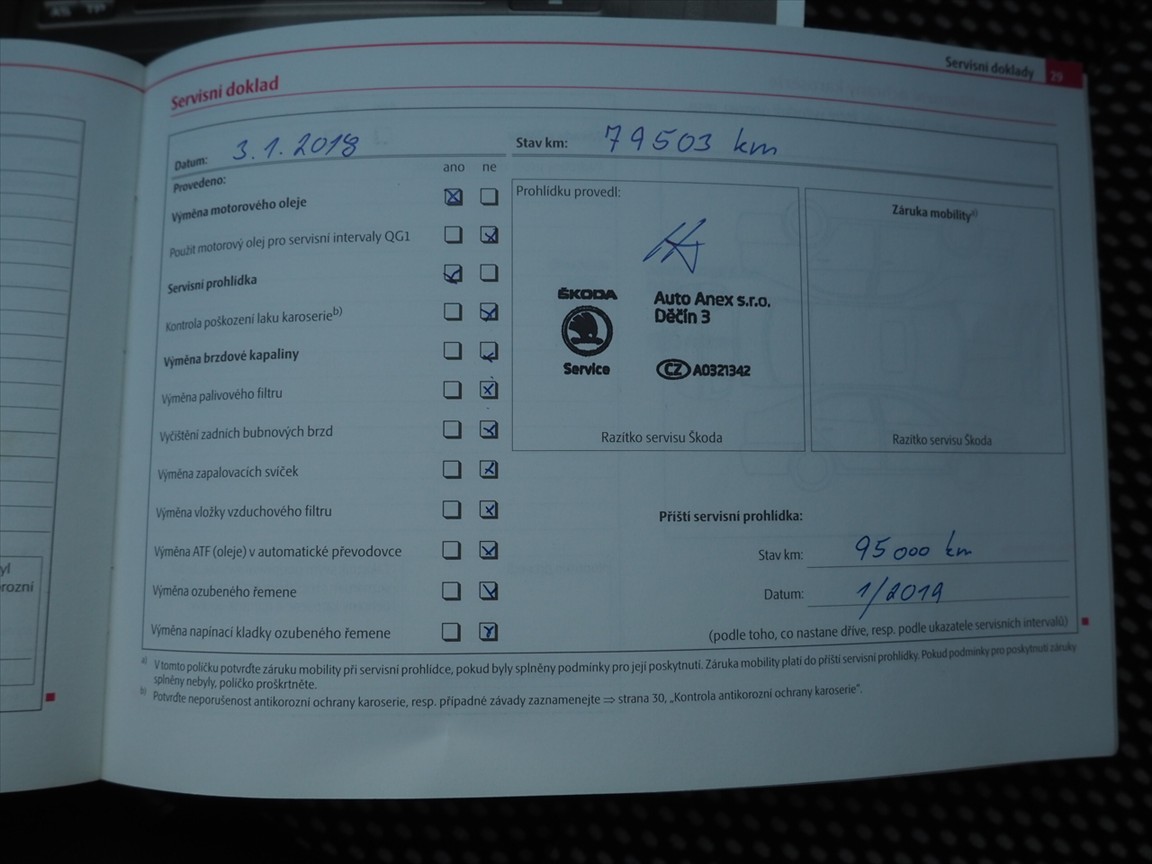 Servisní doklady 29
Servisní doklad
Datum: 3.1.2018
Stav km: 79503 km
Provedeno:
ano ne
Výměna motorového oleje
Použit motorový olej pro servisní intervaly QG1
Servisní prohlídka
Kontrola poškození laku karoserie b)
Výměna brzdové kapaliny
Výměna palivového filtru
Vyčištění zadních bubnových brzd
Výměna zapalovacích svíček
Výměna vložky vzduchového filtru
Výměna ATF (oleje) v automatické převodovce
Výměna ozubeného řemene
Výměna napínací kladky ozubeného řemene
Prohlídku provedl:
ŠKODA
Service
Auto Anex s.r.o.
Děčín 3
CZ A0321342
Razítko servisu Škoda
Záruka mobility a)
Razítko servisu Škoda
Příští servisní prohlídka:
Stav km: 95 000 km
Datum: 1/2019
(podle toho, co nastane dříve, resp. podle ukazatele servisních intervalů)
a) V tomto políčku potvrďte záruku mobility při servisní prohlídce, pokud byly splněny podmínky pro její poskytnutí. Záruka mobility platí do příští servisní prohlídky. Pokud podmínky pro poskytnutí záruky
splněny nebyly, políčko proškrtněte.
b) Potvrďte neporušenost antikorozní ochrany karoserie, resp. případné závady zaznamenejte ⇒ strana 30, „Kontrola antikorozní ochrany karoserie".